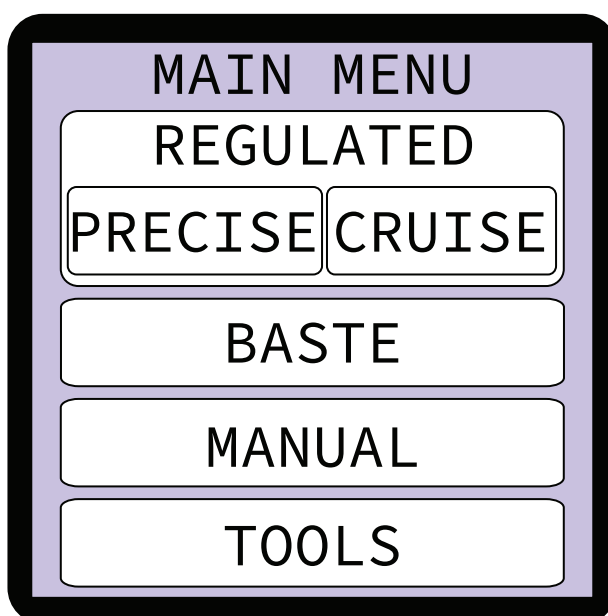 MAIN MENU
REGULATED
PRECISE CRUISE
BASTE
MANUAL
TOOLS